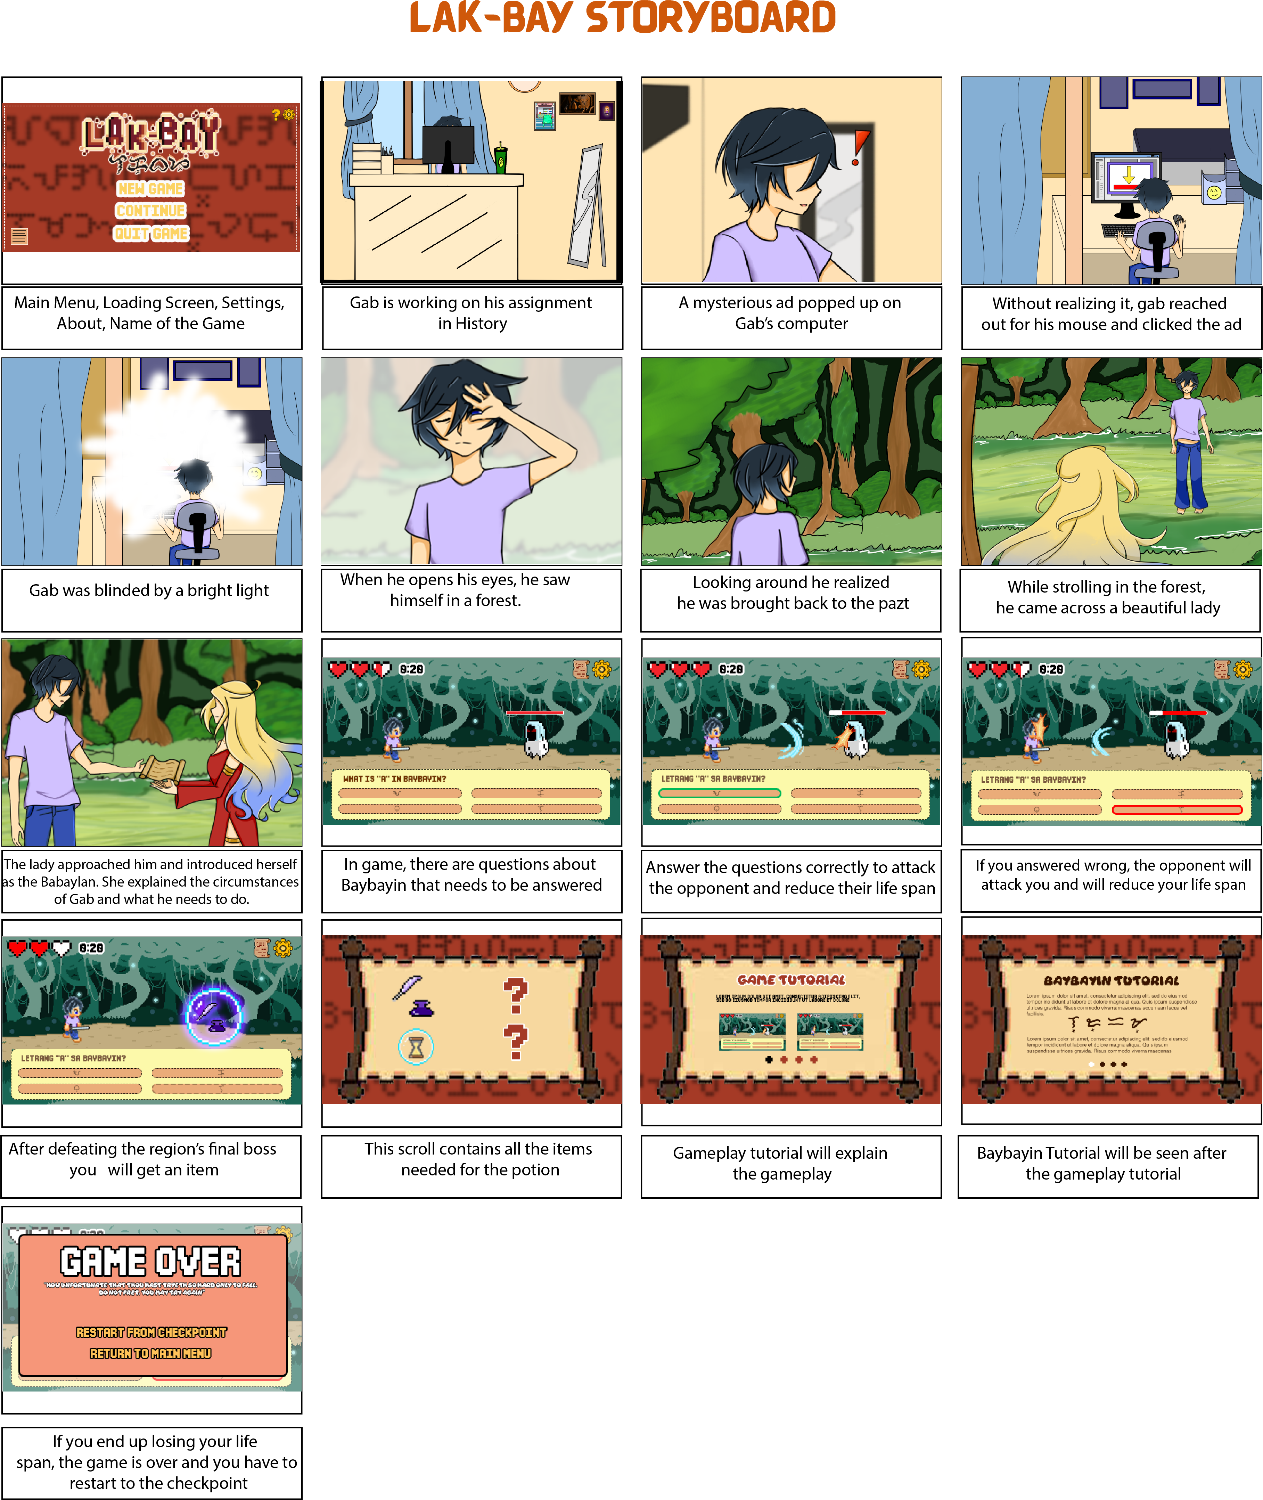 LAK-BAY STORYBOARD
LAK-BAY
NEW GAME
CONTINUE
QUIT GAME
Main Menu, Loading Screen, Settings,
About, Name of the Game
Gab is working on his assignment
in History
A mysterious ad popped up on
Gab's computer
Without realizing it, gab reached
out for his mouse and clicked the ad
Gab was blinded by a bright light
When he opens his eyes, he saw
himself in a forest.
Looking around he realized
he was brought back to the pazt
While strolling in the forest,
he came across a beautiful lady
The lady approached him and introduced herself
as the Babaylan. She explained the circumstances
of Gab and what he needs to do.
0:20
WHAT IS "A" IN BAYBAYIN?
In game, there are questions about
Baybayin that needs to be answered
0:20
LETRANG "A" SA BAYBAYIN?
Answer the questions correctly to attack
the opponent and reduce their life span
0:20
LETRANG "A" SA BAYBAYIN?
If you answered wrong, the opponent will
attack you and will reduce your life span
0:20
LETRANG "A" SA BAYBAYIN?
After defeating the region's final boss
you will get an item
? 
?
This scroll contains all the items
needed for the potion
GAME TUTORIAL
Gameplay tutorial will explain
the gameplay
BAYBAYIN TUTORIAL
Baybayin Tutorial will be seen after
the gameplay tutorial
GAME OVER
RESTART FROM CHECKPOINT
RETURN TO MAIN MENU
If you end up losing your life
span, the game is over and you have to
restart to the checkpoint